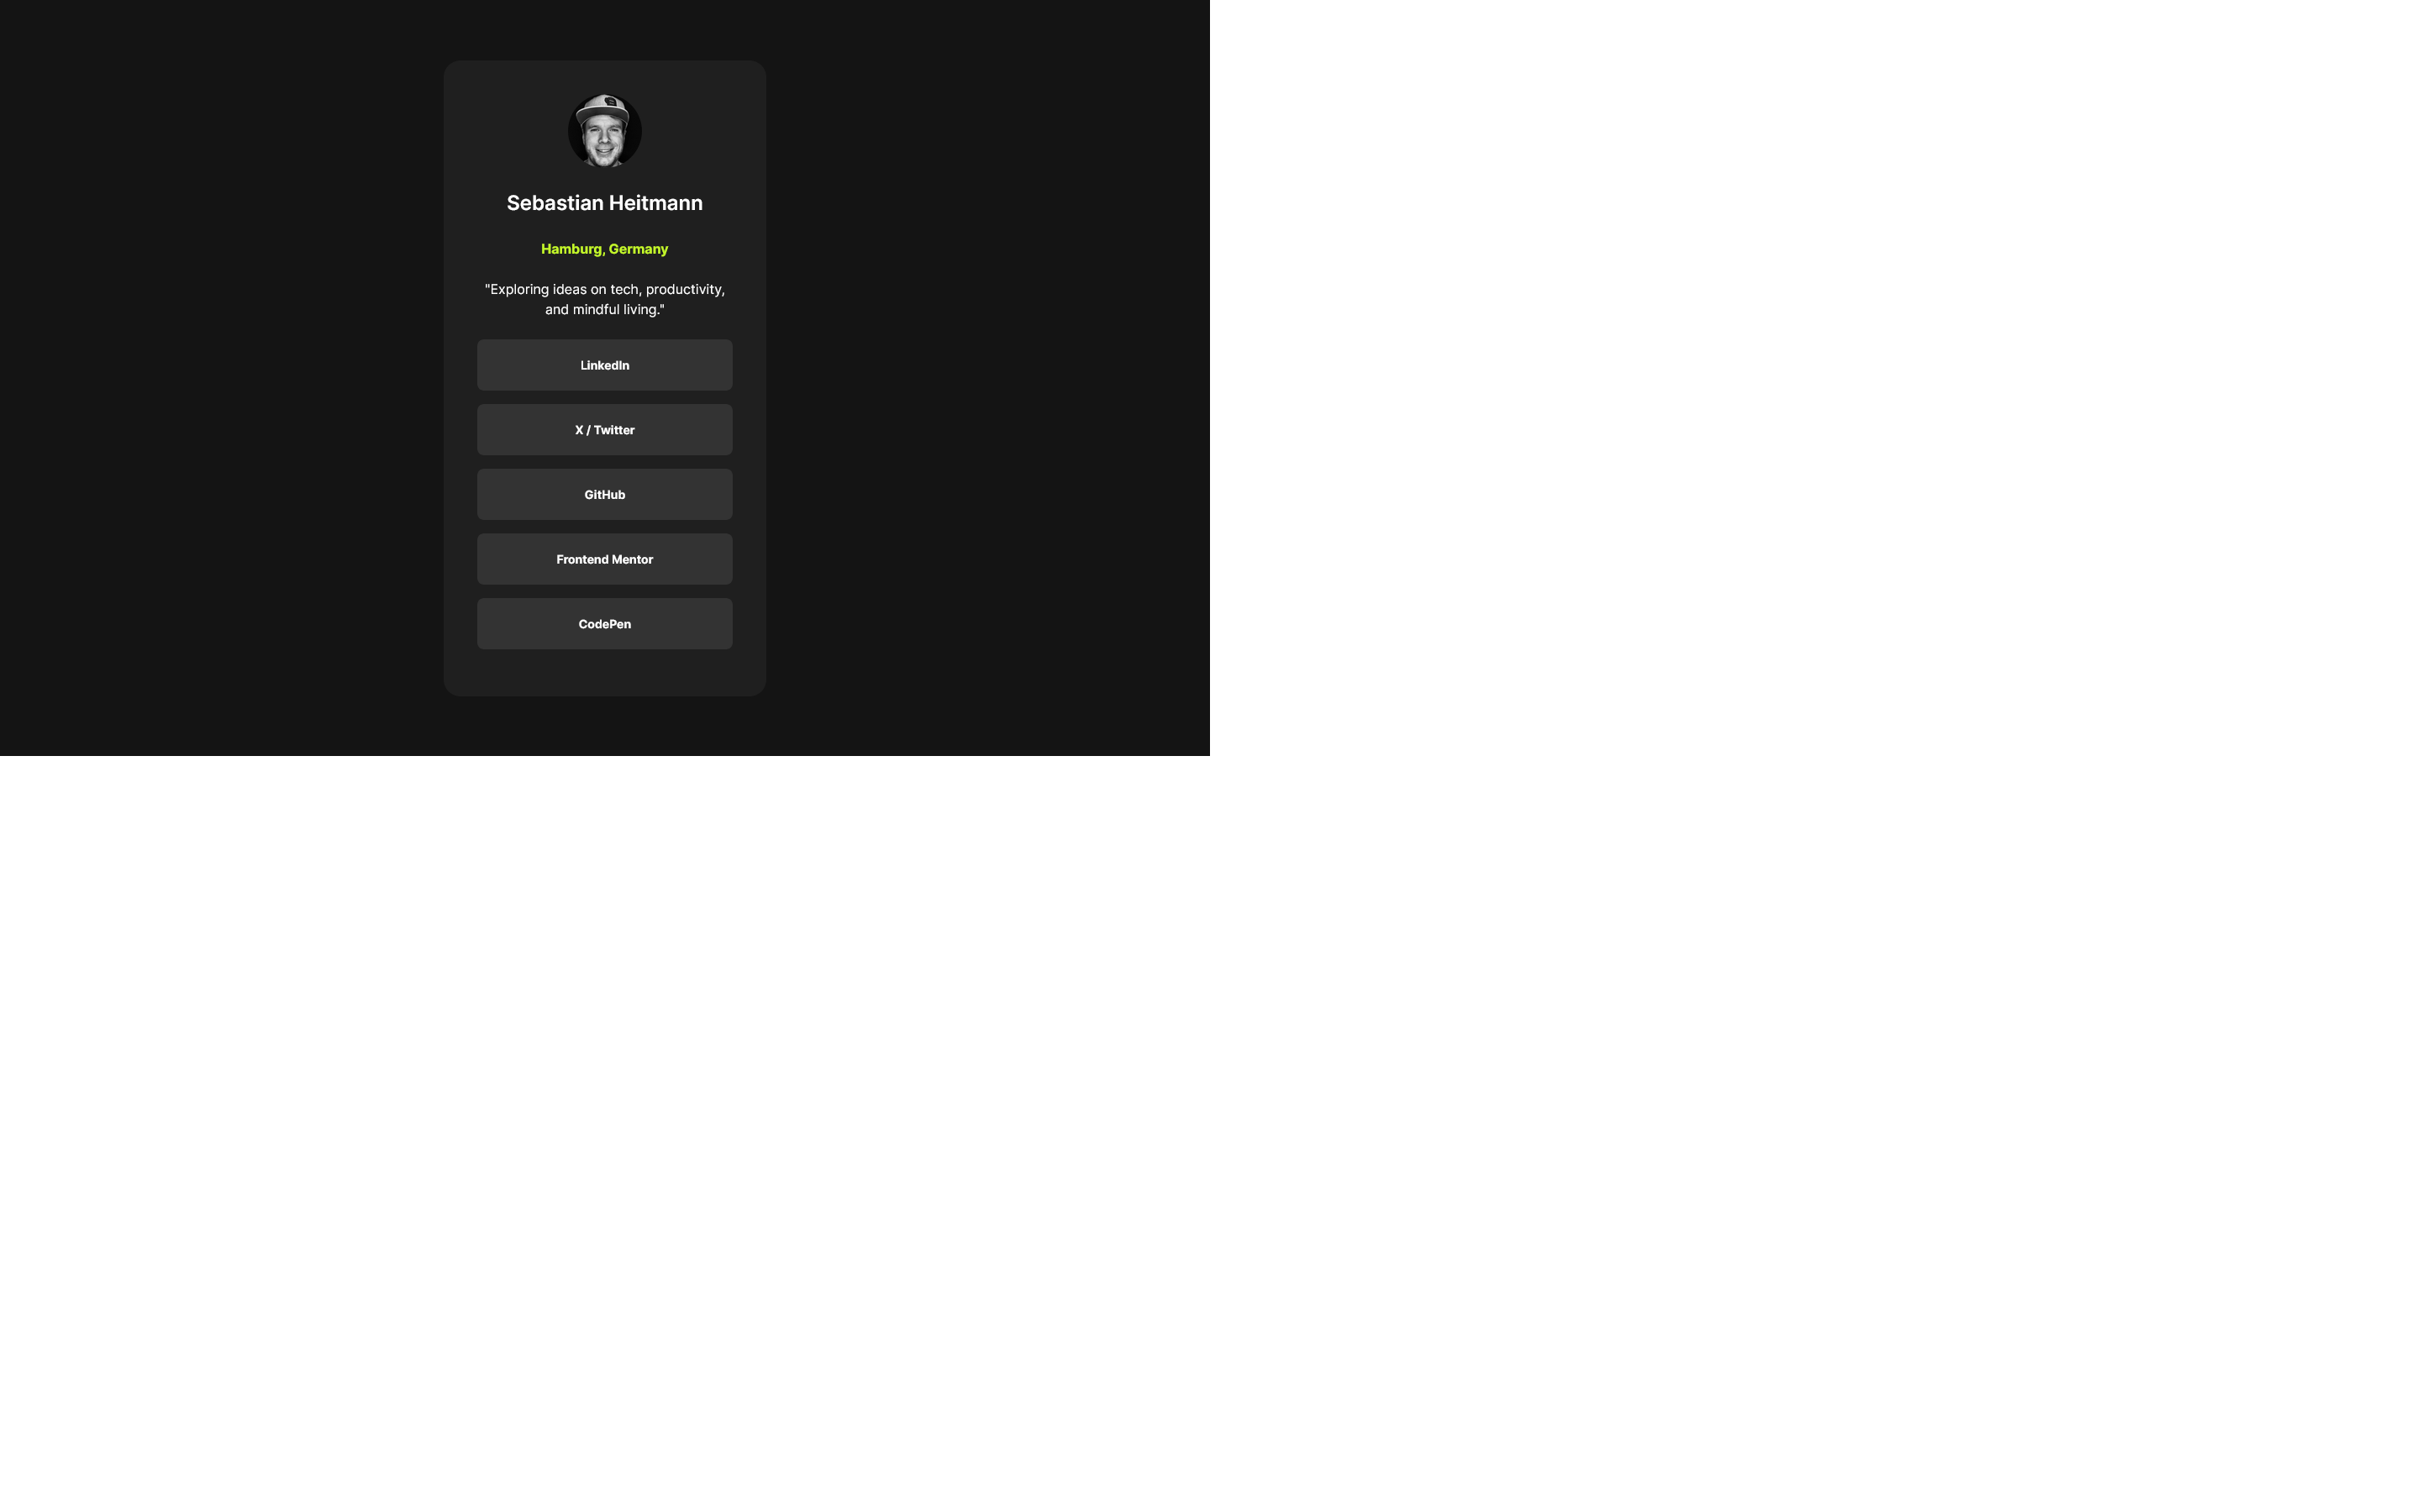 Sebastian Heitmann
Hamburg, Germany
"Exploring ideas on tech, productivity,
and mindful living."
LinkedIn
X / Twitter
GitHub
Frontend Mentor
CodePen